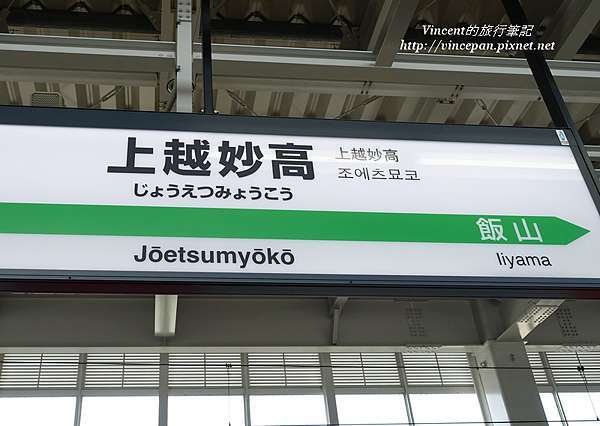 Vincent的旅行筆記
http://vincepan.pixnet.net
上越妙高
じょうえつみょうこう
上越妙高
조에츠묘코
飯山
Jōetsumyōkō
Iiyama